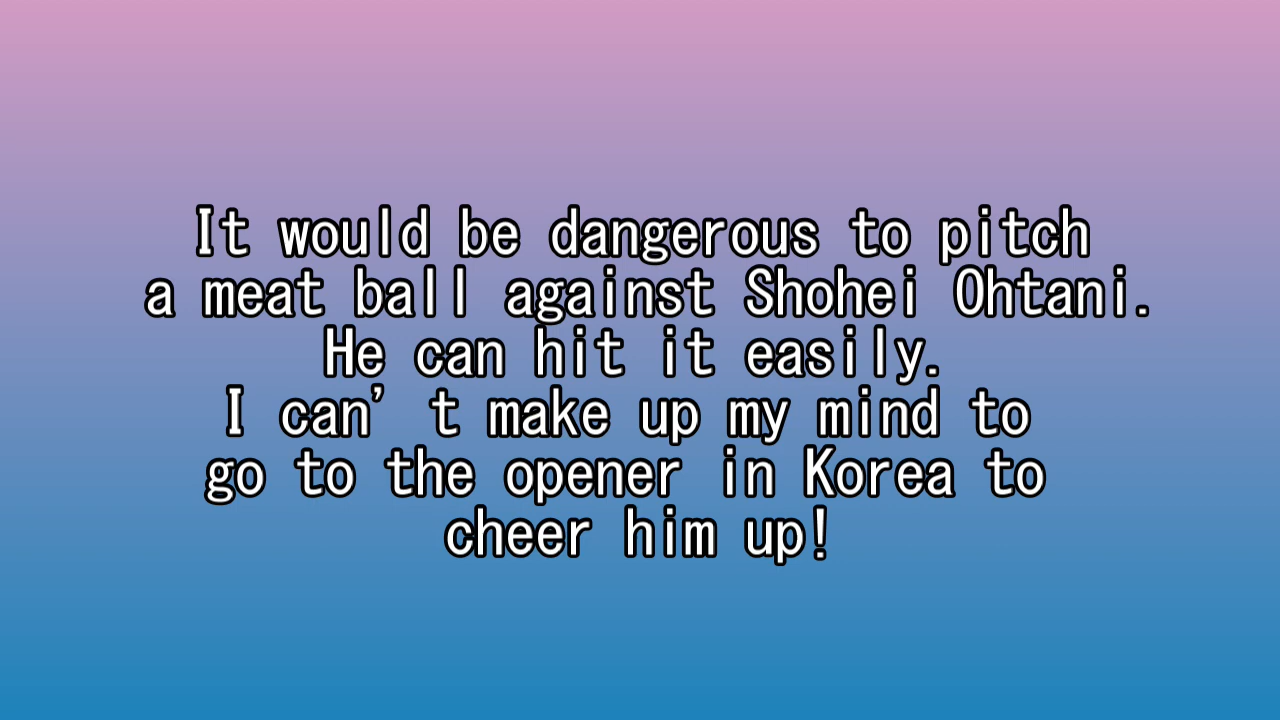 It would be dangerous to pitch
a meat ball against Shohei Ohtani.
He can hit it easily.
I can't make up my mind to
go to the opener in Korea to
cheer him up!